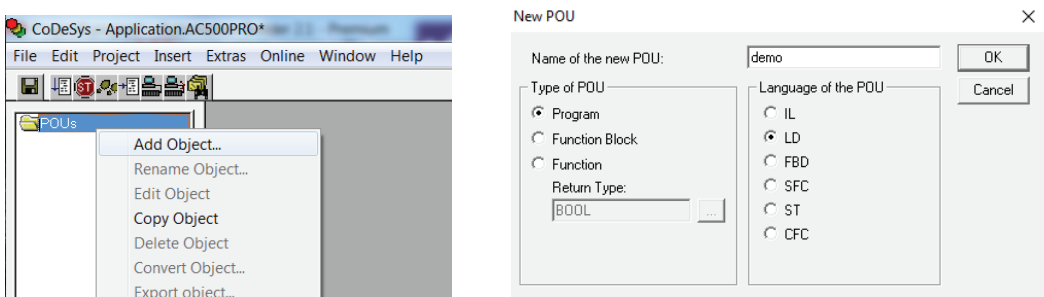 CoDeSys - Application.AC500PRO*
File Edit Project Insert Extras Online Window Help
POUs
Add Object...
Rename Object...
Edit Object
Copy Object
Delete Object
Convert Object...
Export object...
New POU
Name of the new POU: demo OK
Type of POU Language of the POU Cancel
Program IL
Function Block LD
Function FBD
Return Type: SFC
BOOL ... ST
CFC